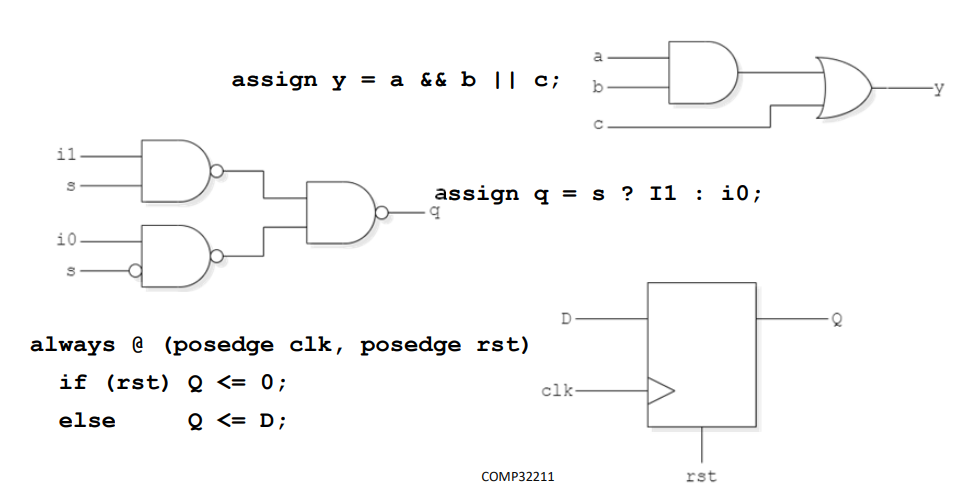 assign y = a && b || c;
a
b
c
y
i1
s
i0
s
q
assign q = s ? I1 : i0;
always @ (posedge clk, posedge rst)
if (rst) Q <= 0;
else Q <= D;
D
clk
Q
rst
COMP32211